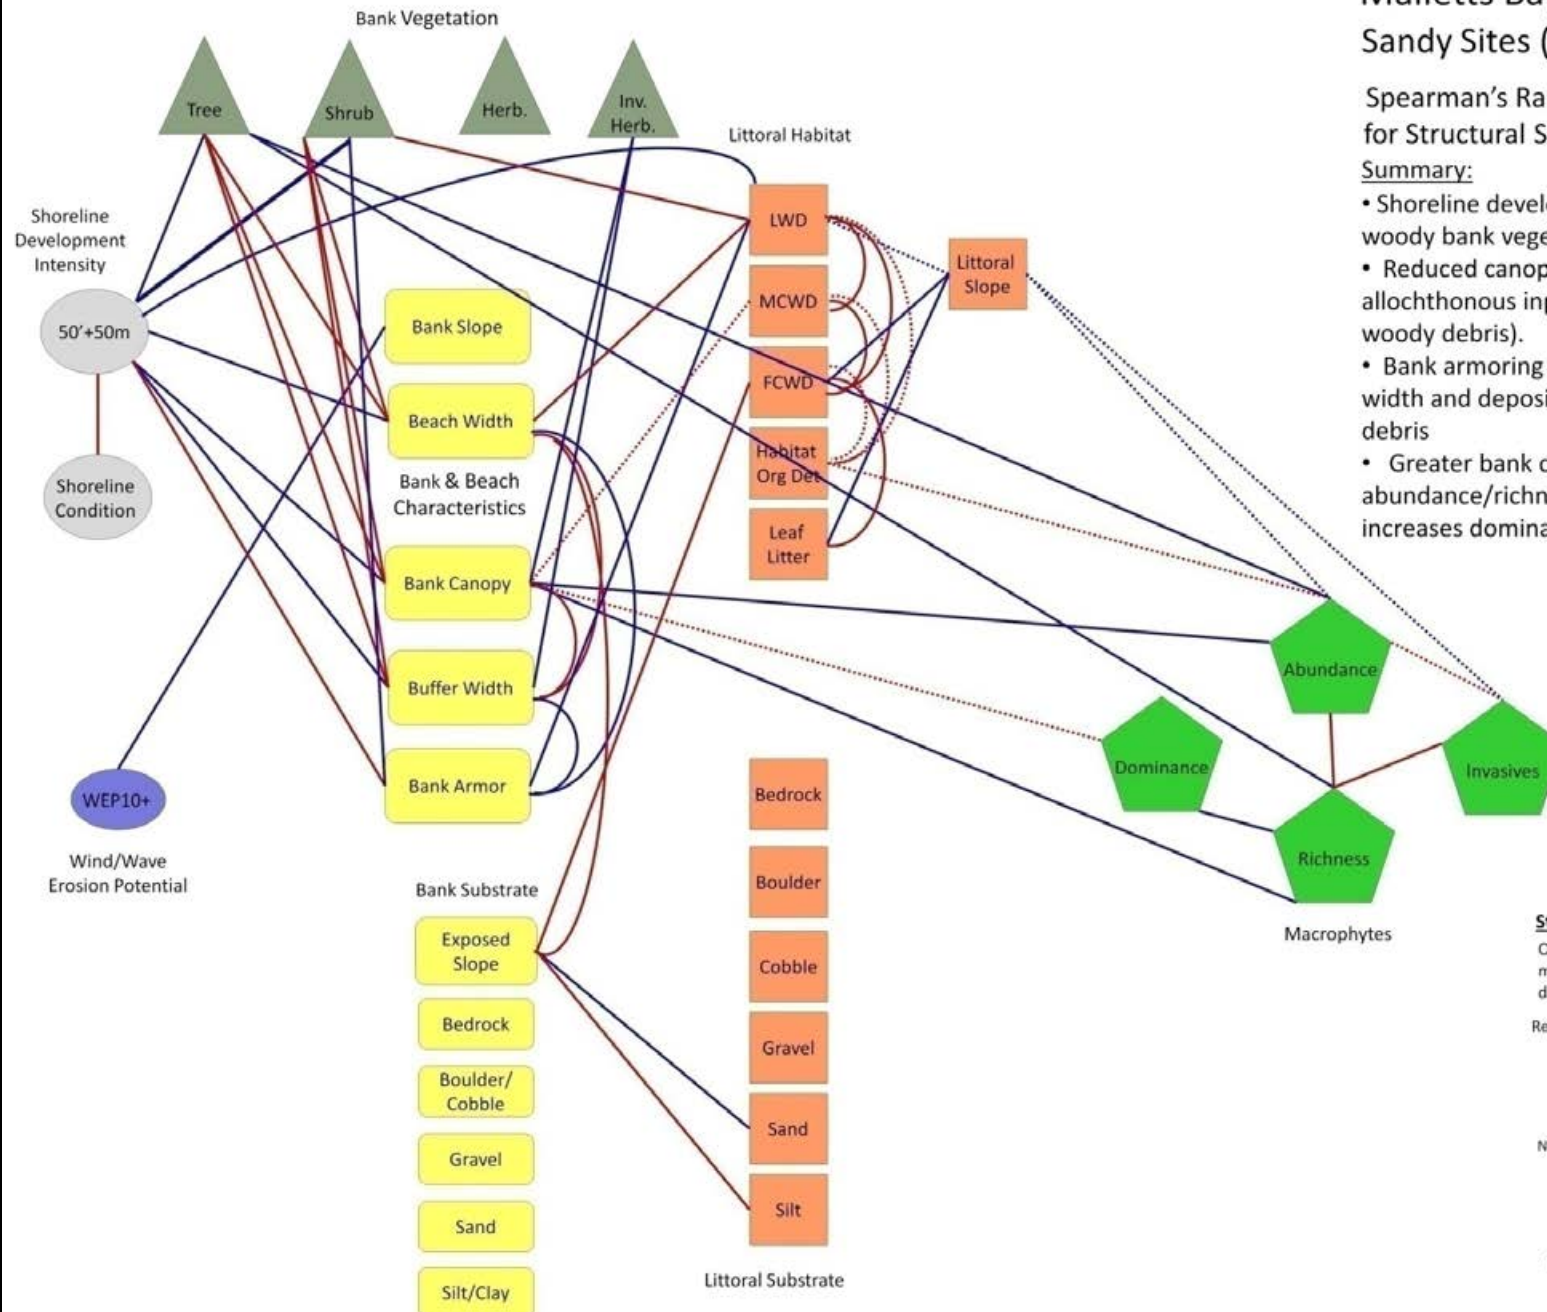 Bank Vegetation
Tree
Shrub
Herb.
Inv.
Herb.
Littoral Habitat
Sandy Sites (
Spearman's Ra
for Structural S
Summary:
• Shoreline devel
woody bank vege
• Reduced canop
allochthonous inp
woody debris).
• Bank armoring
width and deposi
debris
• Greater bank c
abundance/richn
increases domina
Shoreline
Development
Intensity
50'+50m
Shoreline
Condition
WEP10+
Wind/Wave
Erosion Potential
Bank Slope
Beach Width
Bank & Beach
Characteristics
Bank Canopy
Buffer Width
Bank Armor
Bank Substrate
Exposed
Slope
Bedrock
Boulder/
Cobble
Gravel
Sand
Silt/Clay
LWD
MCWD
FCWD
Habitat
Org Det
Leaf
Litter
Littoral
Slope
Bedrock
Boulder
Cobble
Gravel
Sand
Silt
Littoral Substrate
Abundance
Dominance
Invasives
Richness
Macrophytes